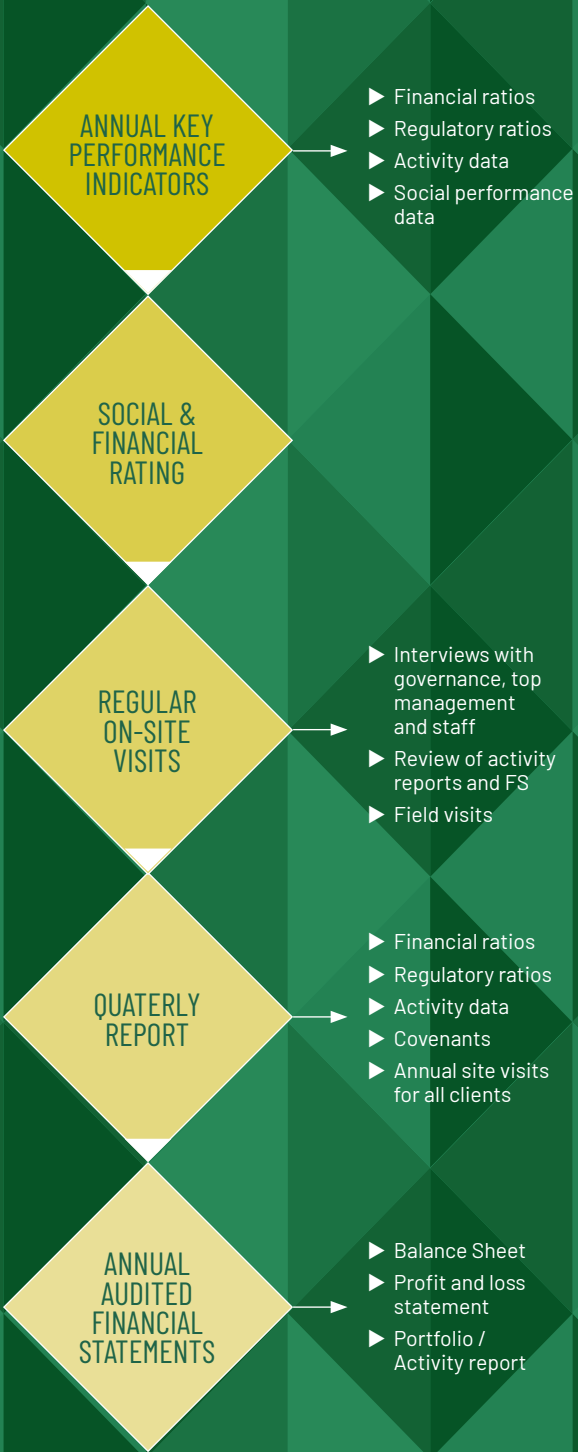 ANNUAL KEY
PERFORMANCE
INDICATORS
▶ Financial ratios
▶ Regulatory ratios
▶ Activity data
▶ Social performance
data
SOCIAL &
FINANCIAL
RATING
REGULAR
ON-SITE
VISITS
▶ Interviews with
governance, top
management
and staff
▶ Review of activity
reports and FS
▶ Field visits
QUATERLY
REPORT
▶ Financial ratios
▶ Regulatory ratios
▶ Activity data
▶ Covenants
▶ Annual site visits
for all clients
ANNUAL
AUDITED
FINANCIAL
STATEMENTS
▶ Balance Sheet
▶ Profit and loss
statement
▶ Portfolio /
Activity report